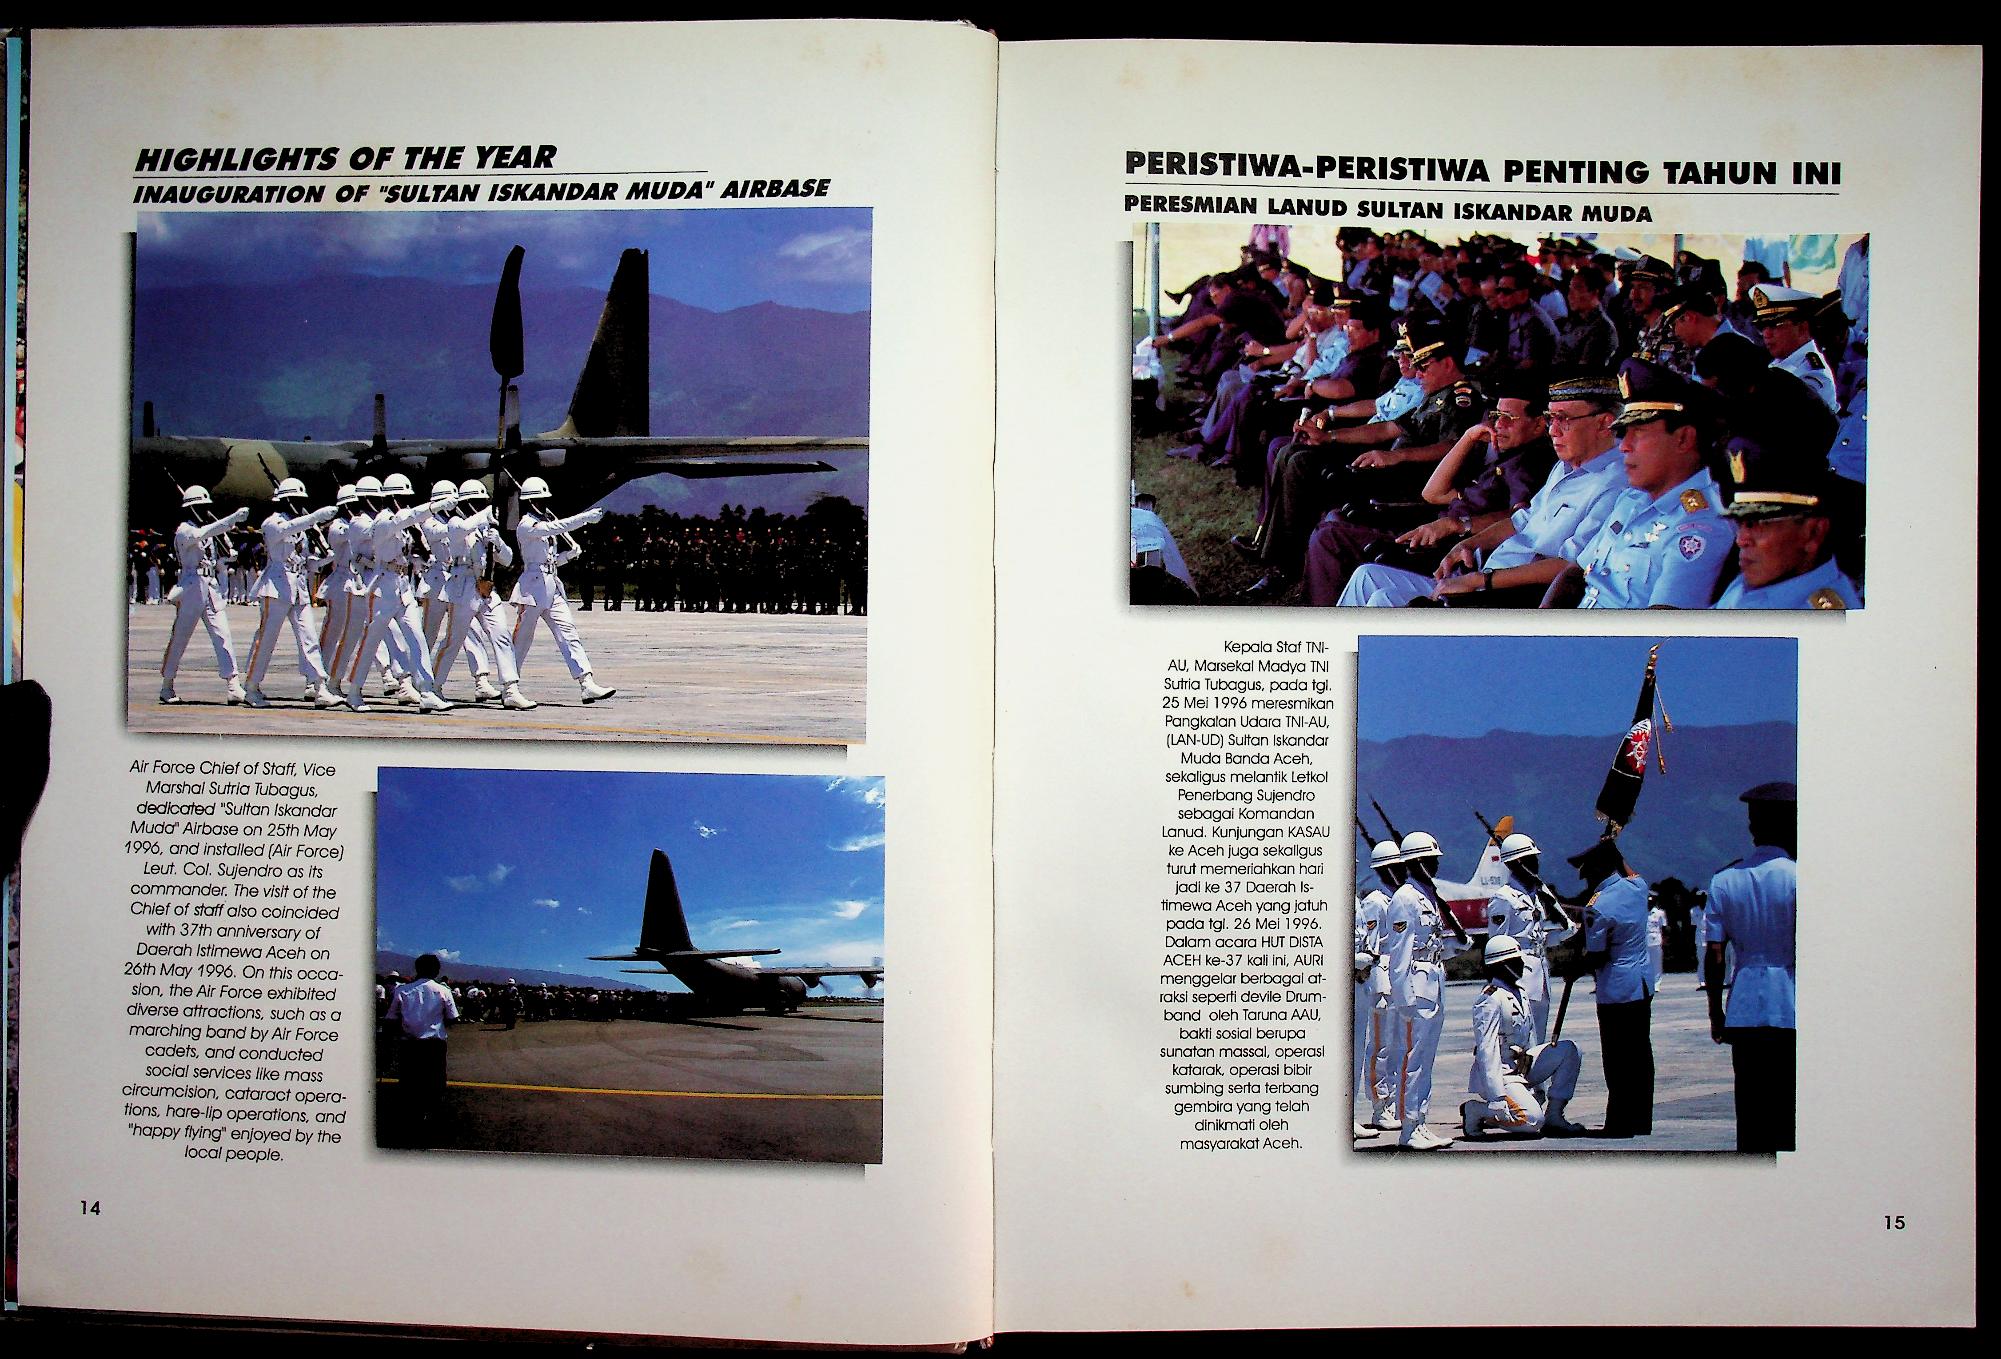 HIGHLIGHTS OF THE YEAR
INAUGURATION OF "SULTAN ISKANDAR MUDA" AIRBASE
Air Force Chief of Staff, Vice
Marshal Sutria Tubagus,
dedicated "Sultan Iskandar
Muda" Airbase on 25th May
1996, and installed (Air Force)
Leut. Col. Sujendro as its
commander. The visit of the
Chief of staff also coincided
with 37th anniversary of
Daerah Istimewa Aceh on
26th May 1996. On this occa-
sion, the Air Force exhibited
diverse attractions, such as a
marching band by Air Force
cadets, and conducted
social services like mass
circumcision, cataract opera-
tions, hare-lip operations, and
"happy flying" enjoyed by the
local people.
14
PERISTIWA-PERISTIWA PENTING TAHUN INI
PERESMIAN LANUD SULTAN ISKANDAR MUDA
Kepala Staf TNI-
AU, Marsekal Madya TNI
Sutria Tubagus, pada tgl.
25 Mei 1996 meresmikan
Pangkalan Udara TNI-AU,
(LAN-UD) Sultan Iskandar
Muda Banda Aceh,
sekaligus melantik Letkol
Penerbang Sujendro
sebagai Komandan
Lanud. Kunjungan KASAU
ke Aceh juga sekaligus
turut memeriahkan hari
jadi ke 37 Daerah Is-
timewa Aceh yang jatuh
pada tgl. 26 Mei 1996.
Dalam acara HUT DISTA
ACEH ke-37 kali ini, AURI
menggelar berbagai at-
raksi seperti devile Drum-
band oleh Taruna AAU,
bakti sosial berupa
sunatan massal, operasi
katarak, operasi bibir
sumbing serta terbang
gembira yang telah
dinikmati oleh
masyarakat Aceh.
15